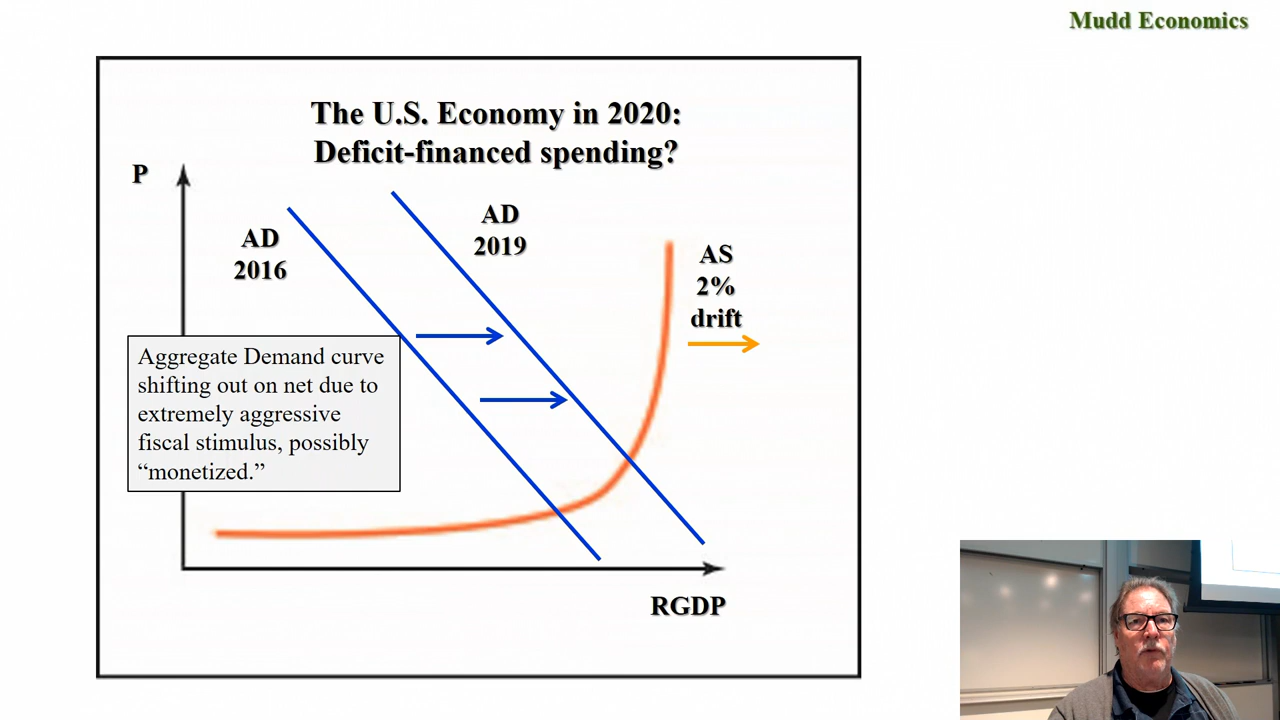 Mudd Economics
The U.S. Economy in 2020:
Deficit-financed spending?
P
AD
2016
AD
2019
AS
2%
drift
Aggregate Demand curve
shifting out on net due to
extremely aggressive
fiscal stimulus, possibly
“monetized.”
RGDP